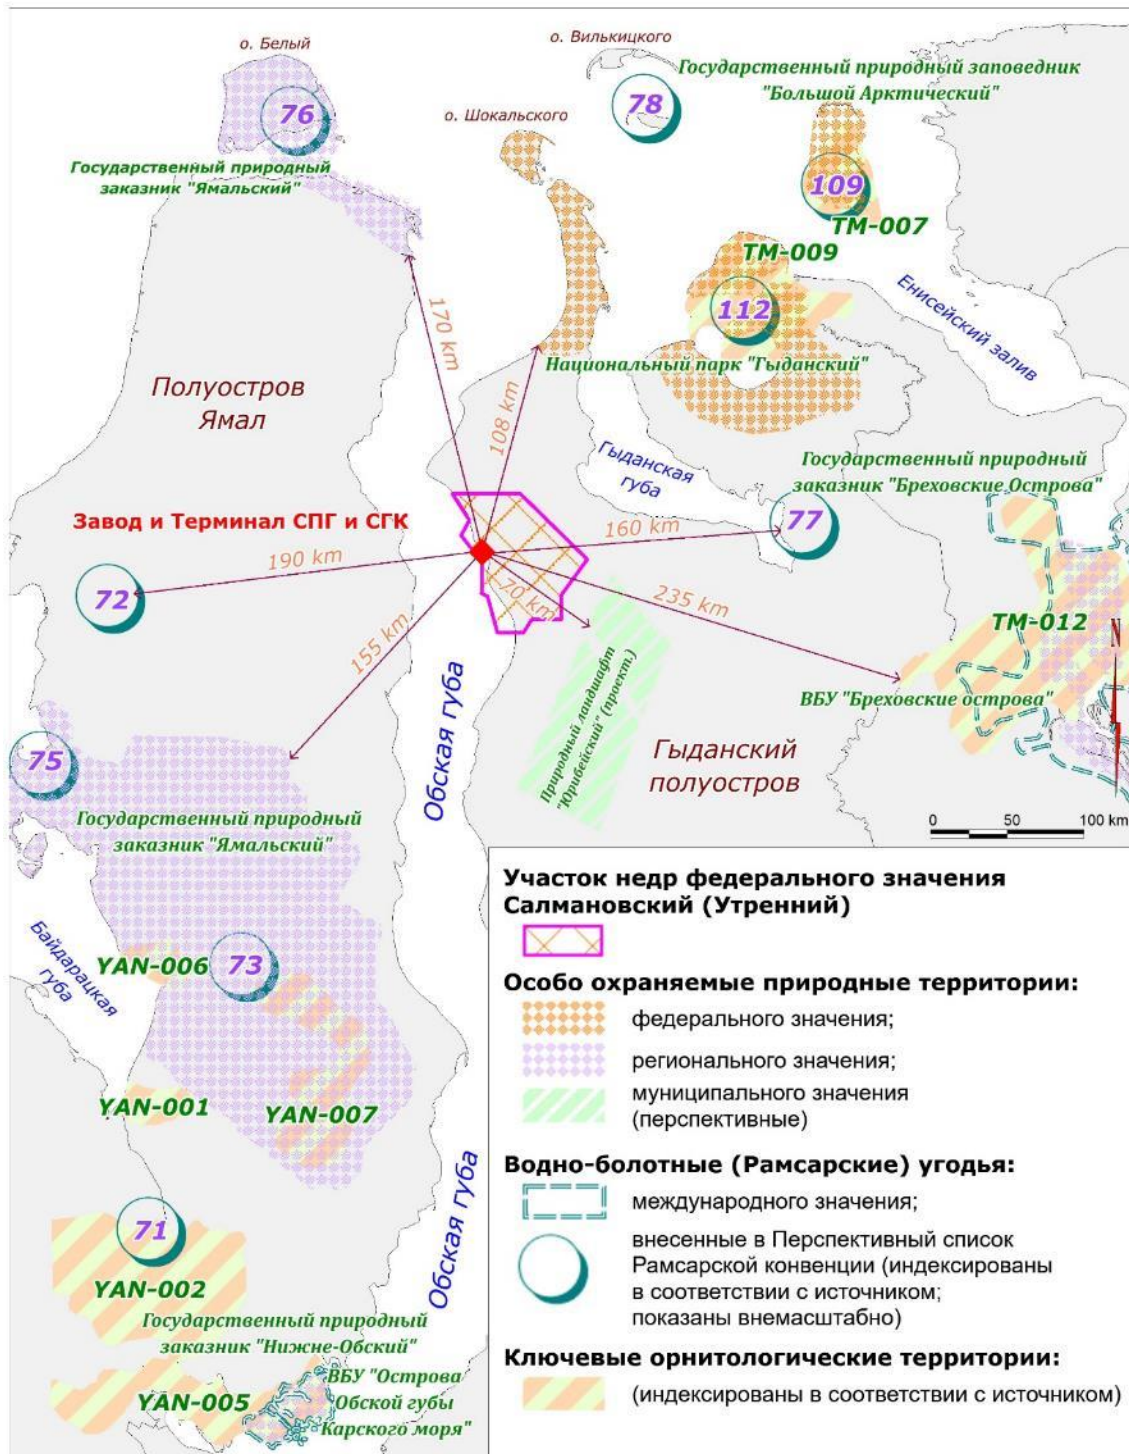 о. Белый
о. Вилькицкого
Государственный природный заповедник
"Большой Арктический"
76
78
о. Шокальского
Государственный природный
заказник "Ямальский"
109
TM-007
TM-009
112
Енисейский залив
170 km
108 km
Национальный парк "Гыданский"
Полуостров
Ямал
Гыданская
губа
Государственный природный
заказник "Бреховские Острова"
Завод и Терминал СПГ и СГК
77
160 km
190 km
72
70 km
235 km
TM-012
N
155 km
ВБУ "Бреховские острова"
Обская губа
Природный ландшафт
"Юрибейский" (проект.)
Гыданский
полуостров
75
Государственный природный
заказник "Ямальский"
0 50 100 km
Байдарацкая
губа
YAN-006
73
YAN-001
YAN-007
Обская губа
71
YAN-002
Государственный природный
заказник "Нижне-Обский"
ВБУ "Острова
Обской губы
Карского моря"
YAN-005
Участок недр федерального значения
Салмановский (Утренний)
Особо охраняемые природные территории:
федерального значения;
регионального значения;
муниципального значения
(перспективные)
Водно-болотные (Рамсарские) угодья:
международного значения;
внесенные в Перспективный список
Рамсарской конвенции (индексированы
в соответствии с источником;
показаны внемасштабно)
Ключевые орнитологические территории:
(индексированы в соответствии с источником)